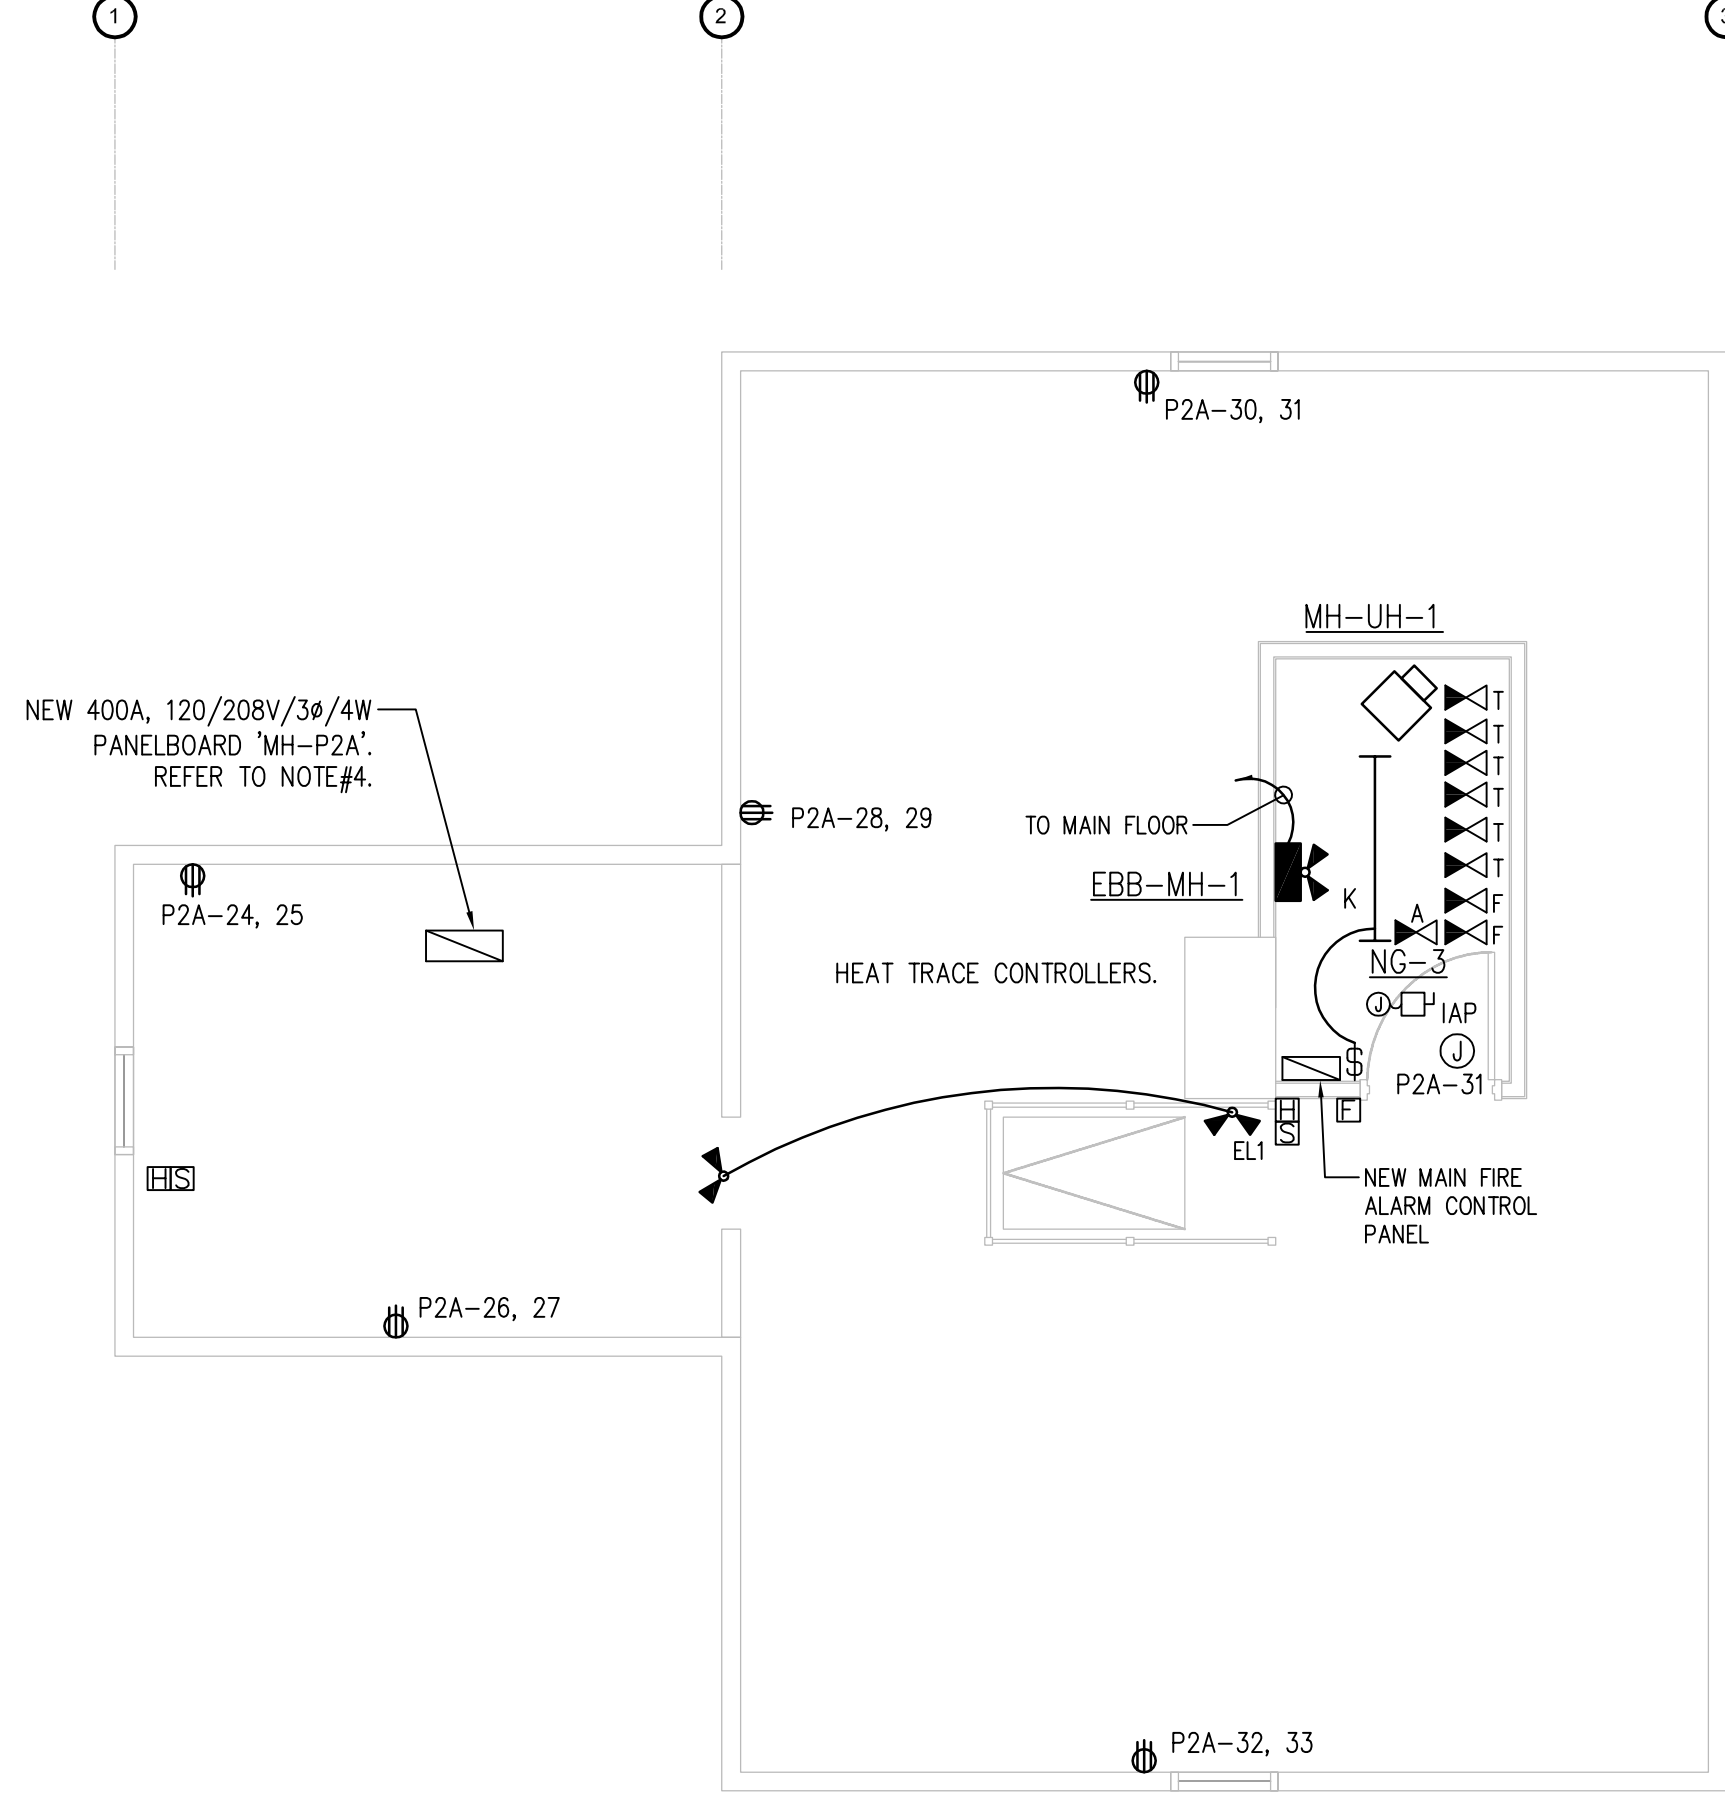 1
2
P2A-30, 31
MH-UH-1
NEW 400A, 120/208V/3ø/4W
PANELBOARD 'MH-P2A'.
REFER TO NOTE#4.
T
T
T
T
T
T
F
F
P2A-28, 29
TO MAIN FLOOR
EBB-MH-1
K
A
P2A-24, 25
HEAT TRACE CONTROLLERS.
NG-3
J
IAP
J
S
P2A-31
H
S
F
EL1
HS
NEW MAIN FIRE
ALARM CONTROL
PANEL
P2A-26, 27
P2A-32, 33